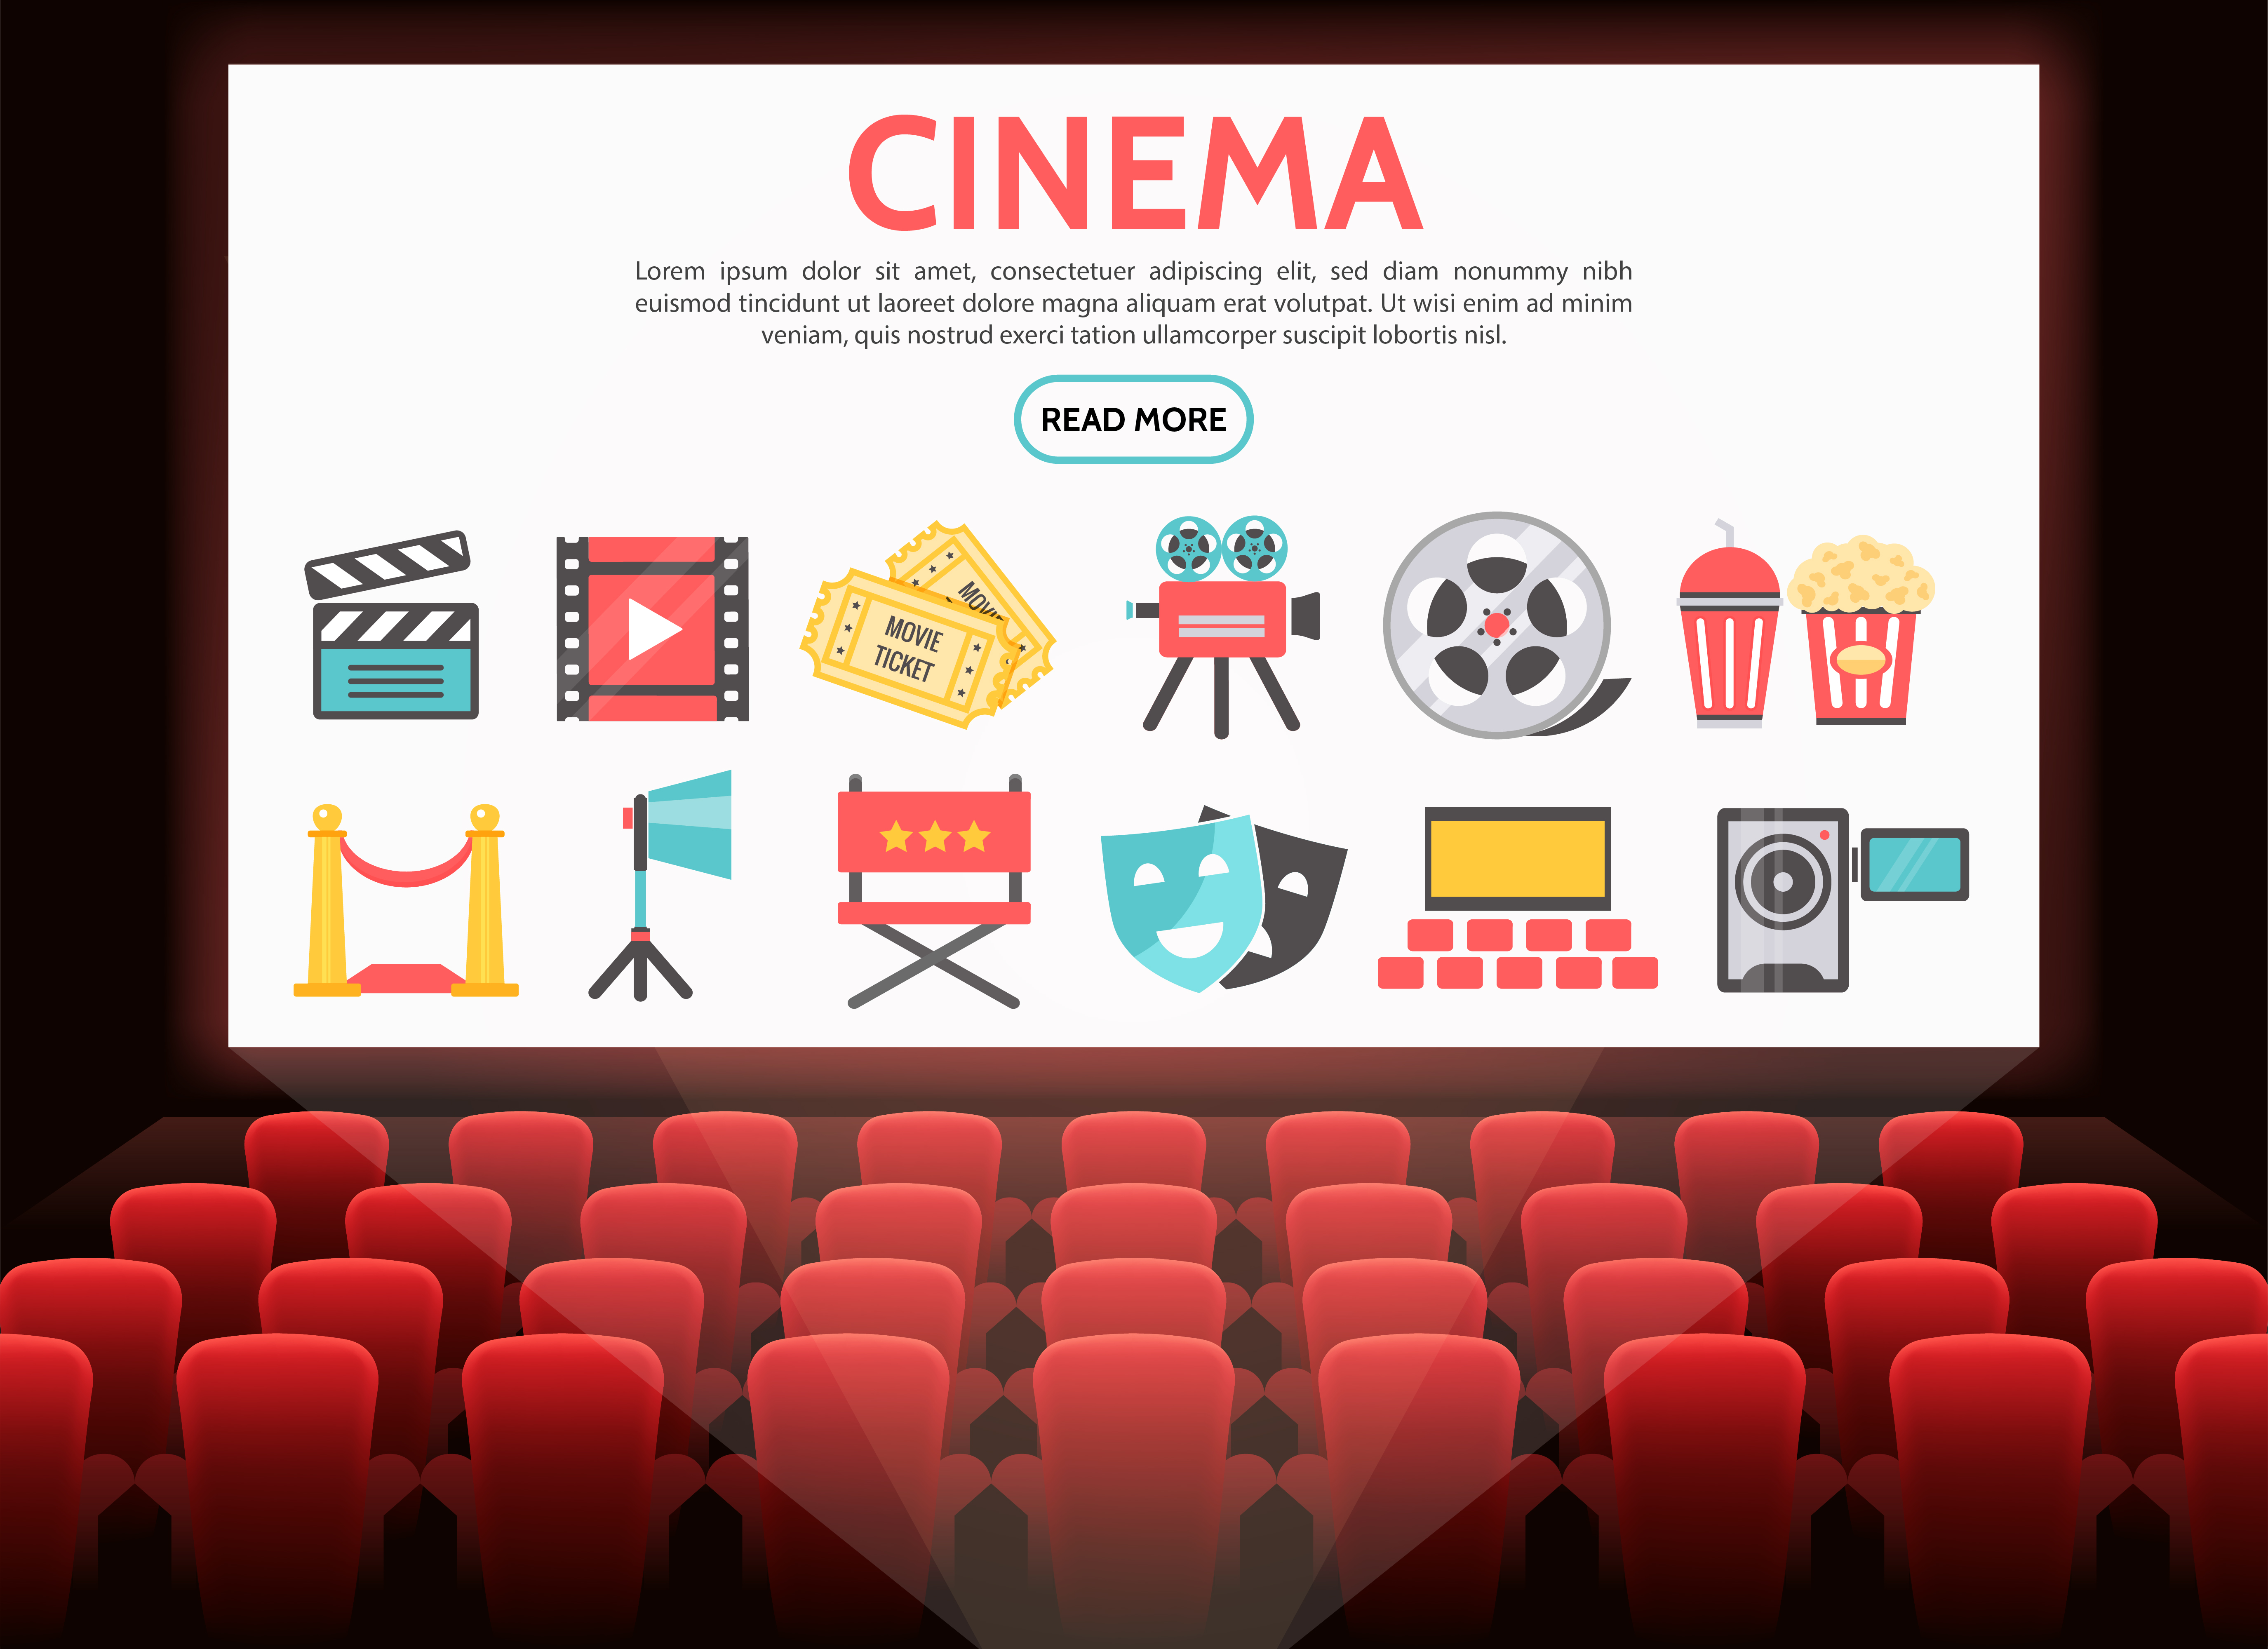 CINEMA
Lorem ipsum dolor sit amet, consectetuer adipiscing elit, sed diam nonummy nibh
euismod tincidunt ut laoreet dolore magna aliquam erat volutpat. Ut wisi enim ad minim
veniam, quis nostrud exerci tation ullamcorper suscipit lobortis nisl.
READ MORE
MOVIE
TICKET